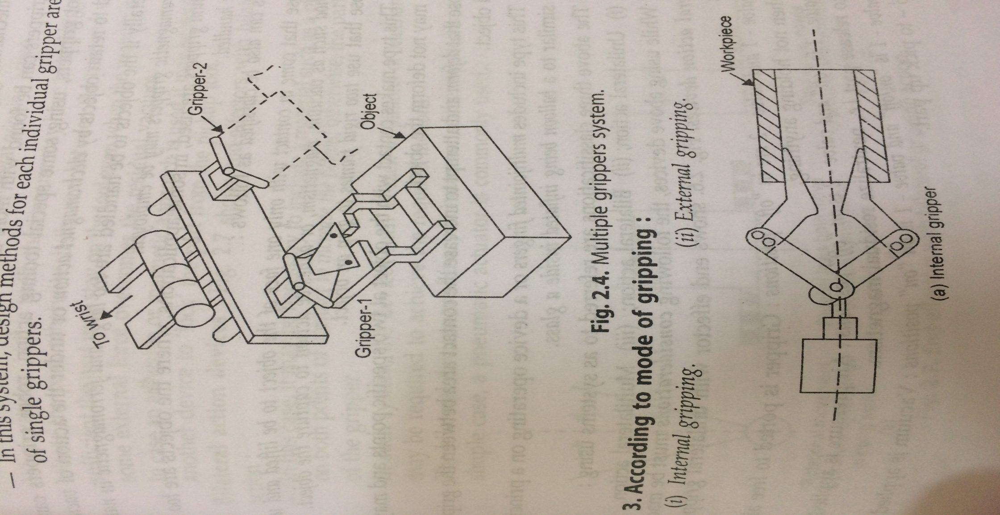 — In this system, design methods for each individual gripper are
of single grippers.
To wrist
Gripper-2
Object
Gripper-1
Fig. 2.4. Multiple grippers system.
3. According to mode of gripping :
(i) Internal gripping. (ii) External gripping.
Workpiece
(a) Internal gripper